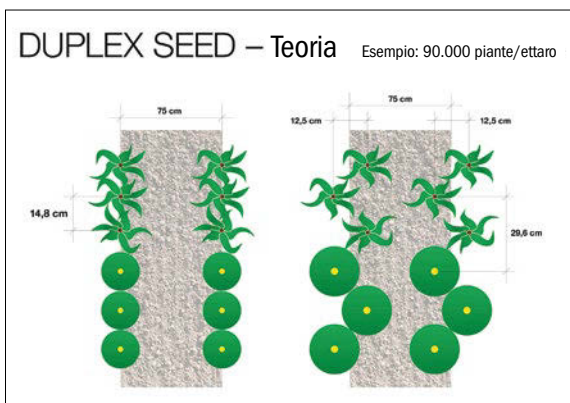 DUPLEX SEED – Teoria Esempio: 90.000 piante/ettaro
75 cm
75 cm
12,5 cm
12,5 cm
14,8 cm
29,6 cm